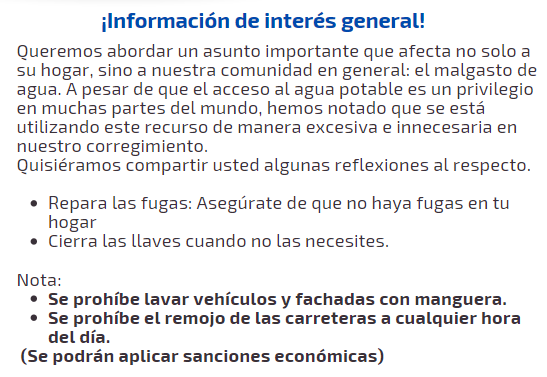 ¡Información de interés general!
Queremos abordar un asunto importante que afecta no solo a
su hogar, sino a nuestra comunidad en general: el malgasto de
agua. A pesar de que el acceso al agua potable es un privilegio
en muchas partes del mundo, hemos notado que se está
utilizando este recurso de manera excesiva e innecesaria en
nuestro corregimiento.
Quisiéramos compartir usted algunas reflexiones al respecto.
• Repara las fugas: Asegúrate de que no haya fugas en tu
hogar
• Cierra las llaves cuando no las necesites.
Nota:
• Se prohíbe lavar vehículos y fachadas con manguera.
• Se prohíbe el remojo de las carreteras a cualquier hora
del día.
(Se podrán aplicar sanciones económicas)